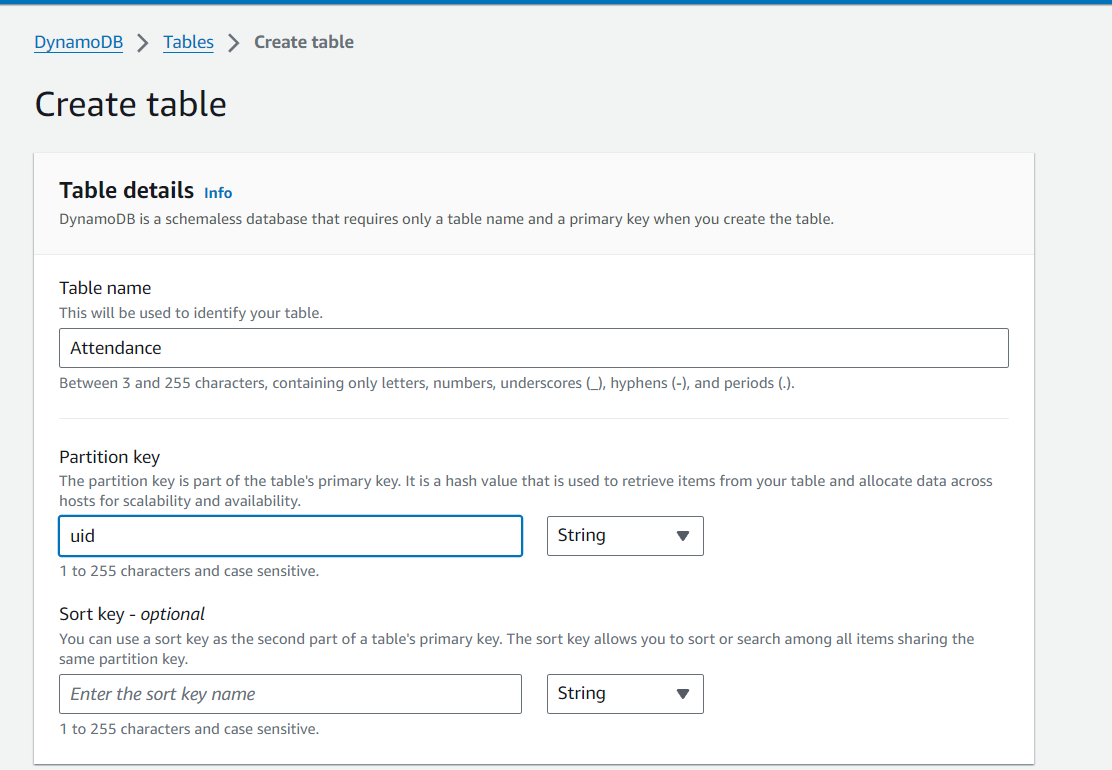 DynamoDB > Tables > Create table
Create table
Table details Info
DynamoDB is a schemaless database that requires only a table name and a primary key when you create the table.
Table name
This will be used to identify your table.
Attendance
Between 3 and 255 characters, containing only letters, numbers, underscores (_), hyphens (-), and periods (.).
Partition key
The partition key is part of the table's primary key. It is a hash value that is used to retrieve items from your table and allocate data across
hosts for scalability and availability.
uid String
1 to 255 characters and case sensitive.
Sort key - optional
You can use a sort key as the second part of a table's primary key. The sort key allows you to sort or search among all items sharing the
same partition key.
Enter the sort key name String
1 to 255 characters and case sensitive.